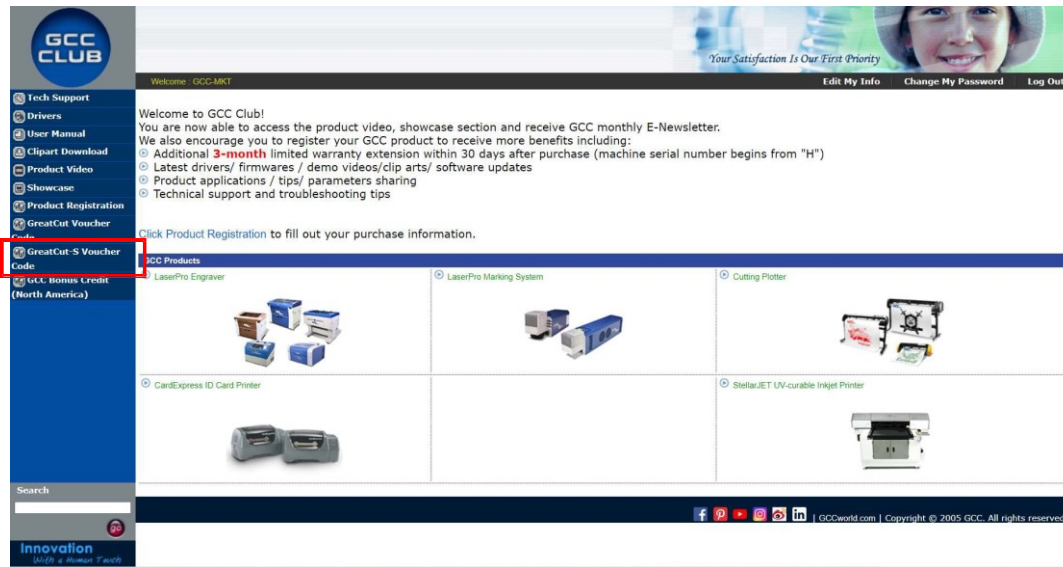 GCC
CLUB
Your Satisfaction Is Our First Priority
Welcome : GCC-MKT
Edit My Info
Change My Password
Log Out
Tech Support
Drivers
User Manual
Clipart Download
Product Video
Showcase
Product Registration
GreatCut Voucher
Code
GreatCut-S Voucher
Code
GCC Bonus Credit
(North America)
Welcome to GCC Club!
You are now able to access the product video, showcase section and receive GCC monthly E-Newsletter.
We also encourage you to register your GCC product to receive more benefits including:
Additional 3-month limited warranty extension within 30 days after purchase (machine serial number begins from "H")
Latest drivers/ firmwares / demo videos/clip arts/ software updates
Product applications / tips/ parameters sharing
Technical support and troubleshooting tips
Click Product Registration to fill out your purchase information.
GCC Products
LaserPro Engraver
LaserPro Marking System
Cutting Plotter
CardExpress ID Card Printer
StellarJET UV-curable Inkjet Printer
Search
go
Innovation
With a Human Touch
| GCCworld.com | Copyright © 2005 GCC. All rights reserved